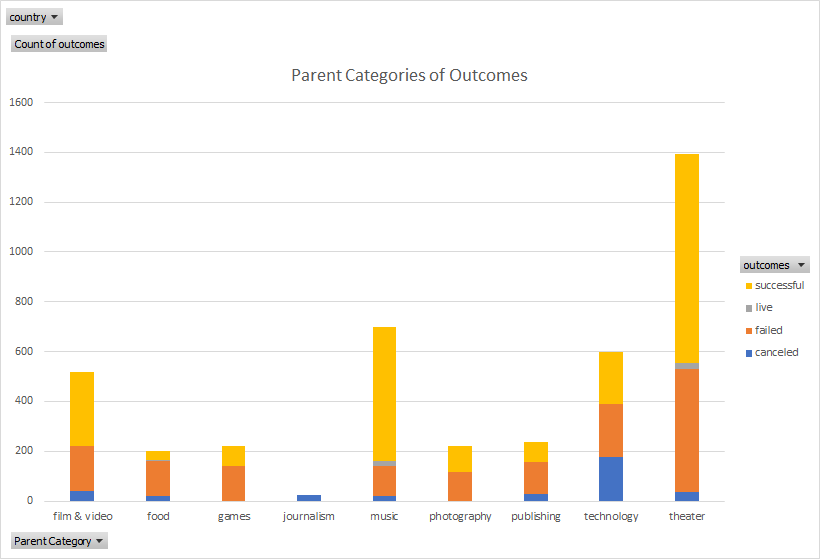 country
Count of outcomes
Parent Categories of Outcomes
1600
1400
1200
1000
800
600
400
200
0
film & video food games journalism music photography publishing technology theater
outcomes
successful
live
failed
canceled
Parent Category